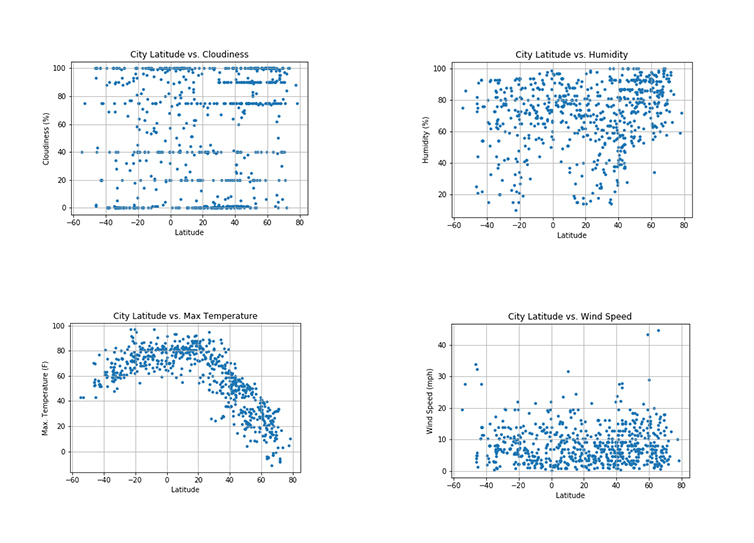 City Latitude vs. Cloudiness
100
80
60
40
20
0
Cloudiness (%)
−60 −40 −20 0 20 40 60 80
Latitude
City Latitude vs. Humidity
100
80
60
40
20
Humidity (%)
−60 −40 −20 0 20 40 60 80
Latitude
City Latitude vs. Max Temperature
100
80
60
40
20
0
Max. Temperature (F)
−60 −40 −20 0 20 40 60 80
Latitude
City Latitude vs. Wind Speed
40
30
20
10
0
Wind Speed (mph)
−60 −40 −20 0 20 40 60 80
Latitude